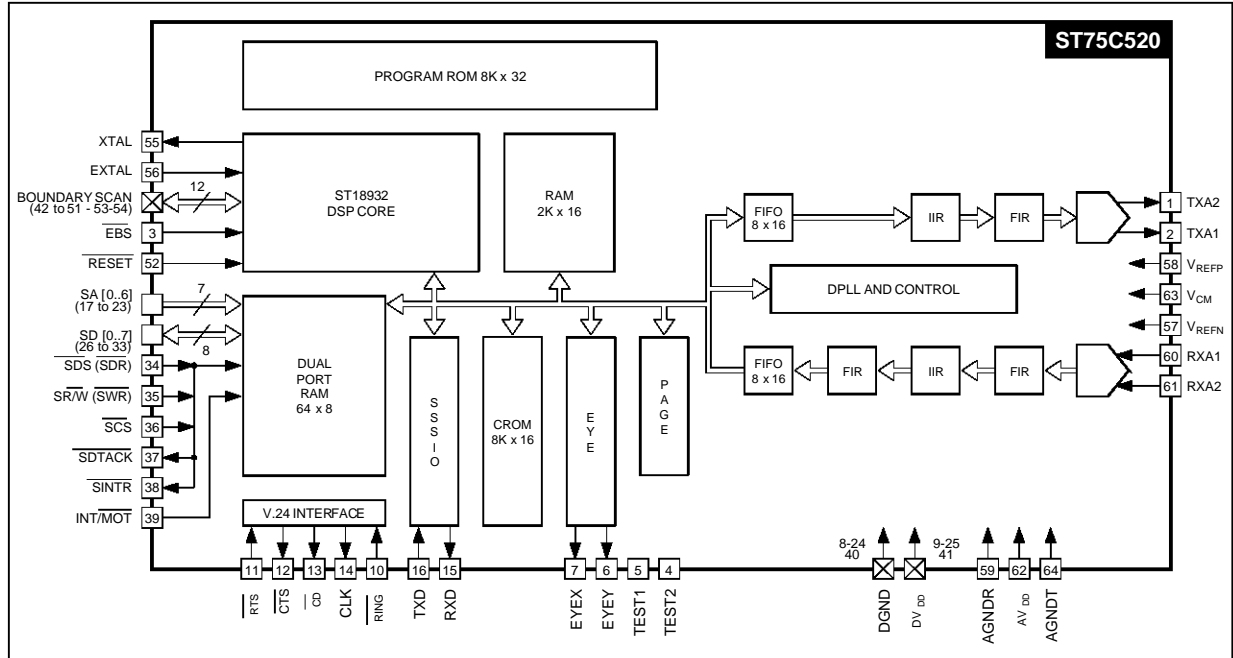 ST75C520
PROGRAM ROM 8K x 32
XTAL
55
EXTAL
56
BOUNDARY SCAN
(42 to 51 - 53-54)
12
EBS
3
RESET
52
SA [0..6]
(17 to 23)
7
SD [0..7]
(26 to 33)
8
SDS (SDR)
34
SR/W (SWR)
35
SCS
36
SDTACK
37
SINTR
38
INT/MOT
39
ST18932
DSP CORE
RAM
2K x 16
DUAL
PORT
RAM
64 x 8
SSSIO
CROM
8K x 16
EYE
PAGE
FIFO
8 x 16
IIR
FIR
DPLL AND CONTROL
FIFO
8 x 16
FIR
IIR
FIR
1
TXA2
2
TXA1
58
VREFP
63
VCM
57
VREFN
60
RXA1
61
RXA2
V.24 INTERFACE
11
12
13
14
10
16
15
7
6
5
4
8-24
40
9-25
41
59
62
64
RTS
CTS
CD
CLK
RING
TXD
RXD
EYEX
EYEY
TEST1
TEST2
DGND
DVDD
AGNDR
AVDD
AGNDT